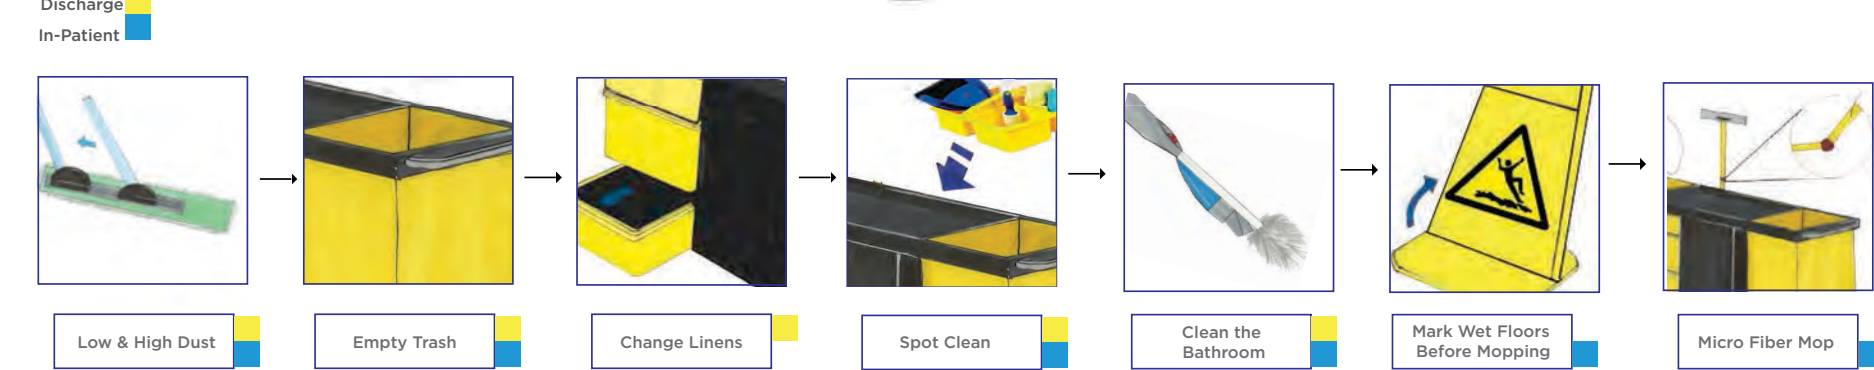 Discharge
In-Patient
Low & High Dust
Empty Trash
Change Linens
Spot Clean
Clean the
Bathroom
Mark Wet Floors
Before Mopping
Micro Fiber Mop